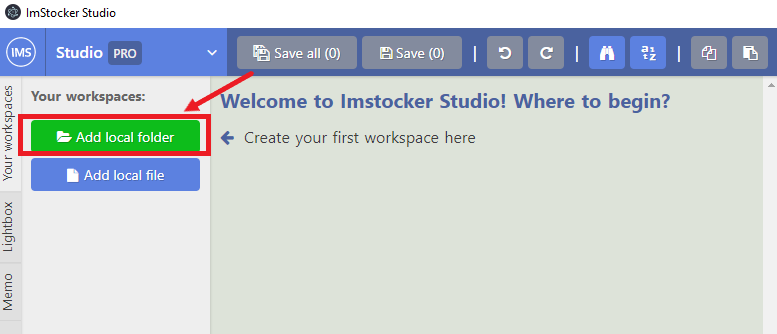 ImStocker Studio
IMS Studio PRO Save all (0) Save (0)
Your workspaces:
Add local folder
Add local file
Your workspaces
Lightbox
Memo
Welcome to Imstocker Studio! Where to begin?
Create your first workspace here